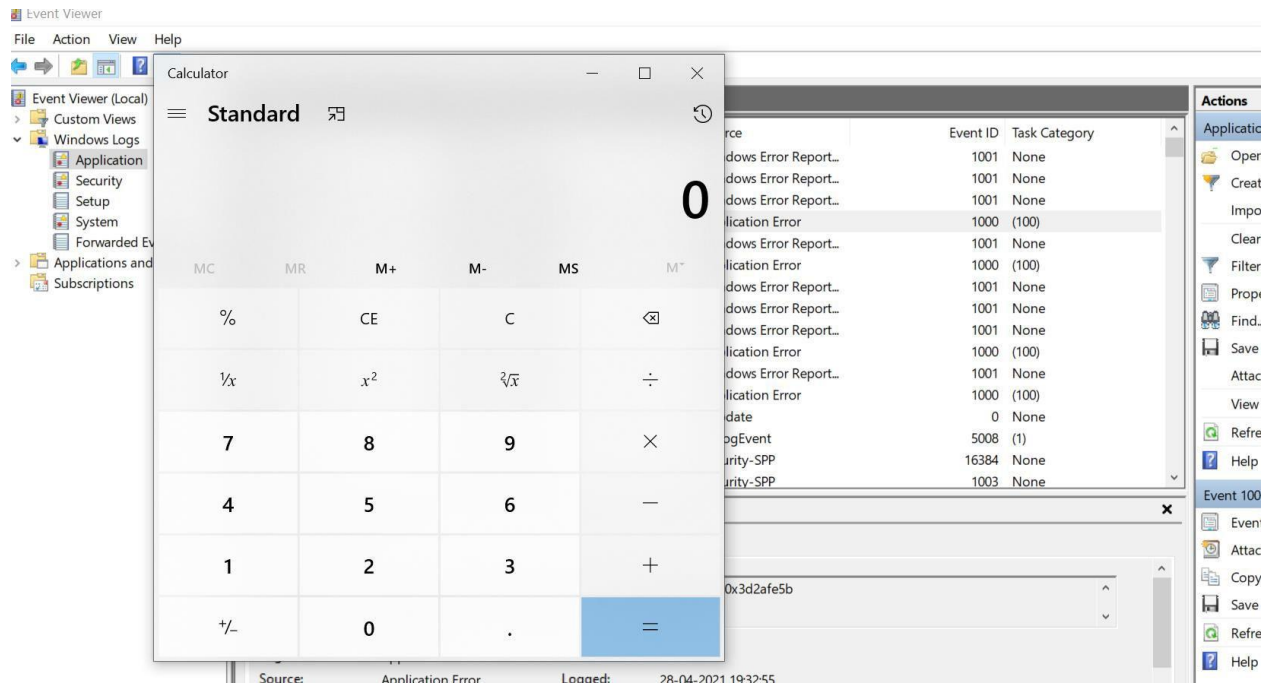 Event Viewer
File Action View Help
Event Viewer (Local)
Custom Views
Windows Logs
Application
Security
Setup
System
Forwarded Ev
Applications and
Subscriptions
Calculator
Standard
0
MC MR M+ M- MS M˅
% CE C
⅟x x² ²√x ÷
7 8 9 ×
4 5 6 −
1 2 3 +
+/− 0 . =
rce Event ID Task Category
dows Error Report... 1001 None
dows Error Report... 1001 None
dows Error Report... 1001 None
lication Error 1000 (100)
dows Error Report... 1001 None
lication Error 1000 (100)
dows Error Report... 1001 None
dows Error Report... 1001 None
dows Error Report... 1001 None
lication Error 1000 (100)
dows Error Report... 1001 None
lication Error 1000 (100)
date 0 None
ogEvent 5008 (1)
urity-SPP 16384 None
urity-SPP 1003 None
0x3d2afe5b
Source: Application Error Logged: 28-04-2021 19:32:55
Actions
Applicatio
Open
Creat
Impo
Clear
Filter
Prope
Find..
Save
Attac
View
Refre
Help
Event 100
Event
Attac
Copy
Save
Refre
Help